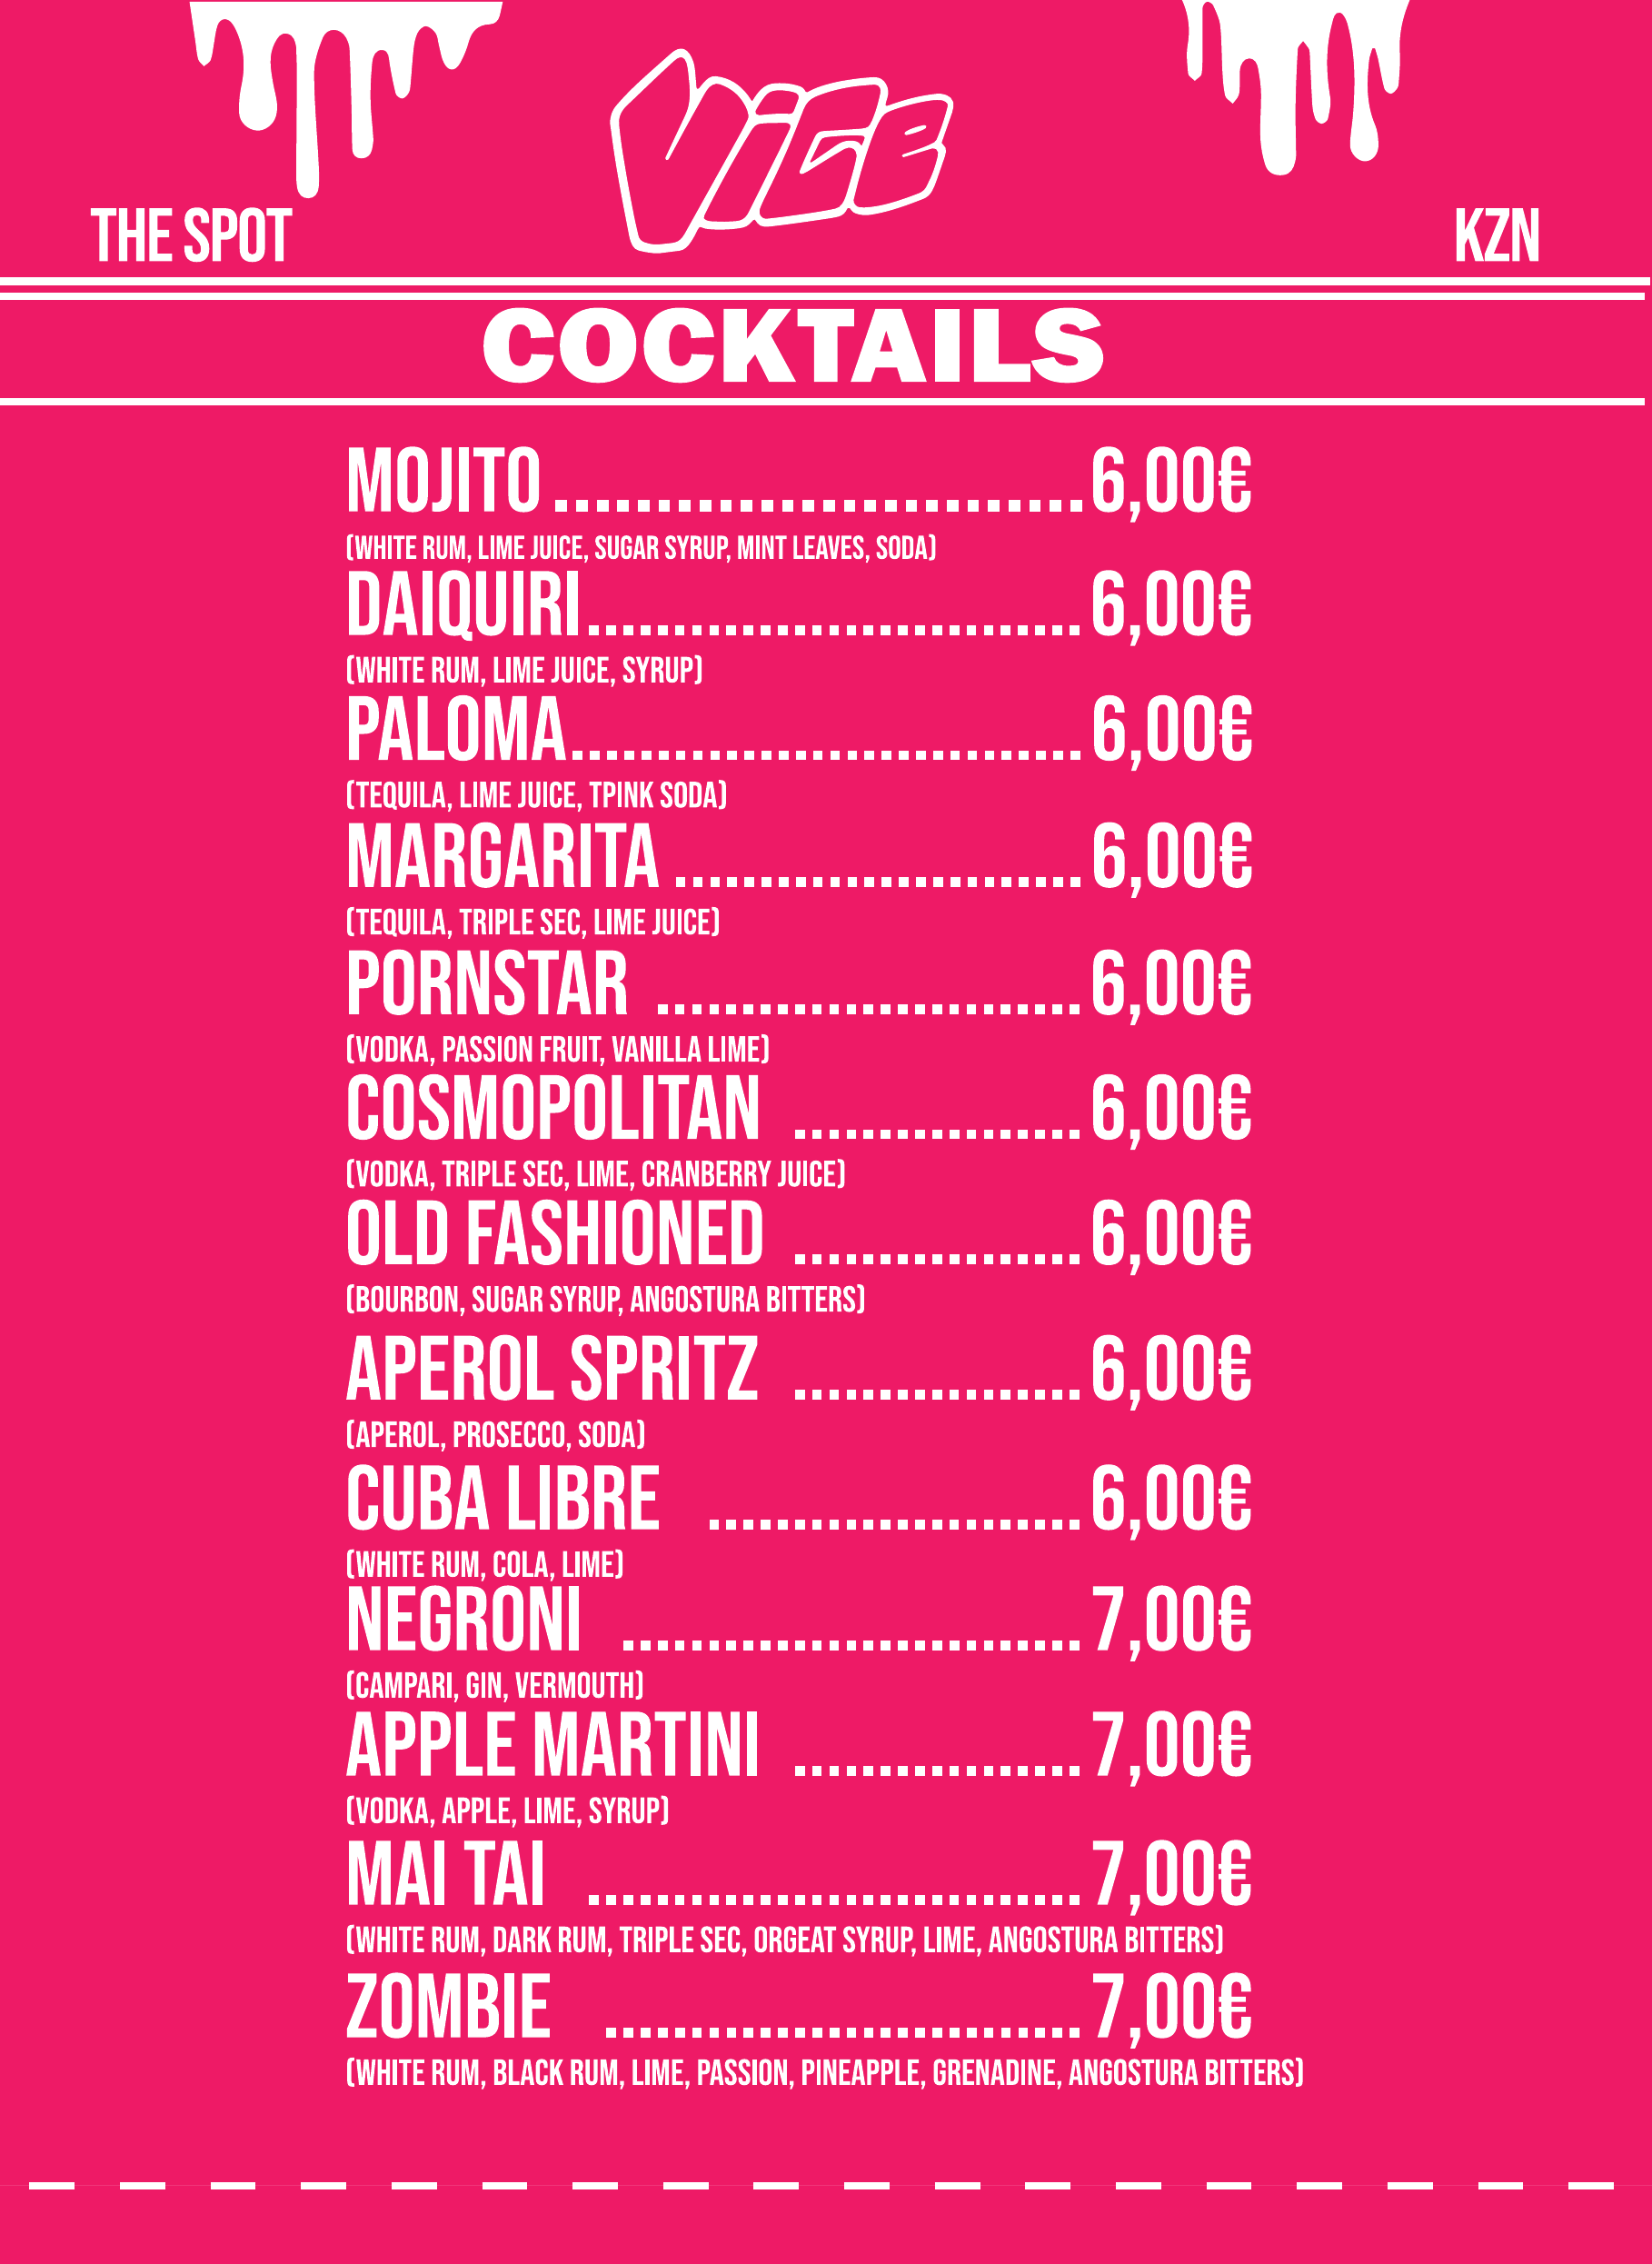 Vice
THE SPOT
KZN
COCKTAILS
MOJITO ..........................6,00€
(WHITE RUM, LIME JUICE, SUGAR SYRUP, MINT LEAVES, SODA)
DAIQUIRI.............................6,00€
(WHITE RUM, LIME JUICE, SYRUP)
PALOMA..............................6,00€
(TEQUILA, LIME JUICE, TPINK SODA)
MARGARITA ........................6,00€
(TEQUILA, TRIPLE SEC, LIME JUICE)
PORNSTAR .........................6,00€
(VODKA, PASSION FRUIT, VANILLA LIME)
COSMOPOLITAN .................6,00€
(VODKA, TRIPLE SEC, LIME, CRANBERRY JUICE)
OLD FASHIONED .................6,00€
(BOURBON, SUGAR SYRUP, ANGOSTURA BITTERS)
APEROL SPRITZ .................6,00€
(APEROL, PROSECCO, SODA)
CUBA LIBRE ......................6,00€
(WHITE RUM, COLA, LIME)
NEGRONI ...........................7,00€
(CAMPARI, GIN, VERMOUTH)
APPLE MARTINI .................7,00€
(VODKA, APPLE, LIME, SYRUP)
MAI TAI .............................7,00€
(WHITE RUM, DARK RUM, TRIPLE SEC, ORGEAT SYRUP, LIME, ANGOSTURA BITTERS)
ZOMBIE ............................7,00€
(WHITE RUM, BLACK RUM, LIME, PASSION, PINEAPPLE, GRENADINE, ANGOSTURA BITTERS)